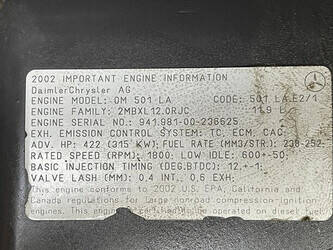 2002 IMPORTANT ENGINE INFORMATION
DaimlerChrysler AG
ENGINE MODEL: OM 501 LA CODE: 501 LA.E2/1
ENGINE FAMILY: 2MBXL12.0RJC 11.9 L
ENGINE SERIAL NO.: 941.981-00-236625
EXH. EMISSION CONTROL SYSTEM: TC, ECM, CAC
ADV. HP: 422 (315 KW), FUEL RATE (MM3/STR.): 230-252
RATED SPEED (RPM): 1800, LOW IDLE: 600+-50
BASIC INJECTION TIMING (DEG.BTDC): 12,+-1
VALVE LASH (MM): 0,4 INT., 0,6 EXH.
This engine conforms to 2002 U.S. EPA, California and
Canada regulations for large nonroad compression-ignition
engines. This engine certified to be operated on diesel fuel.